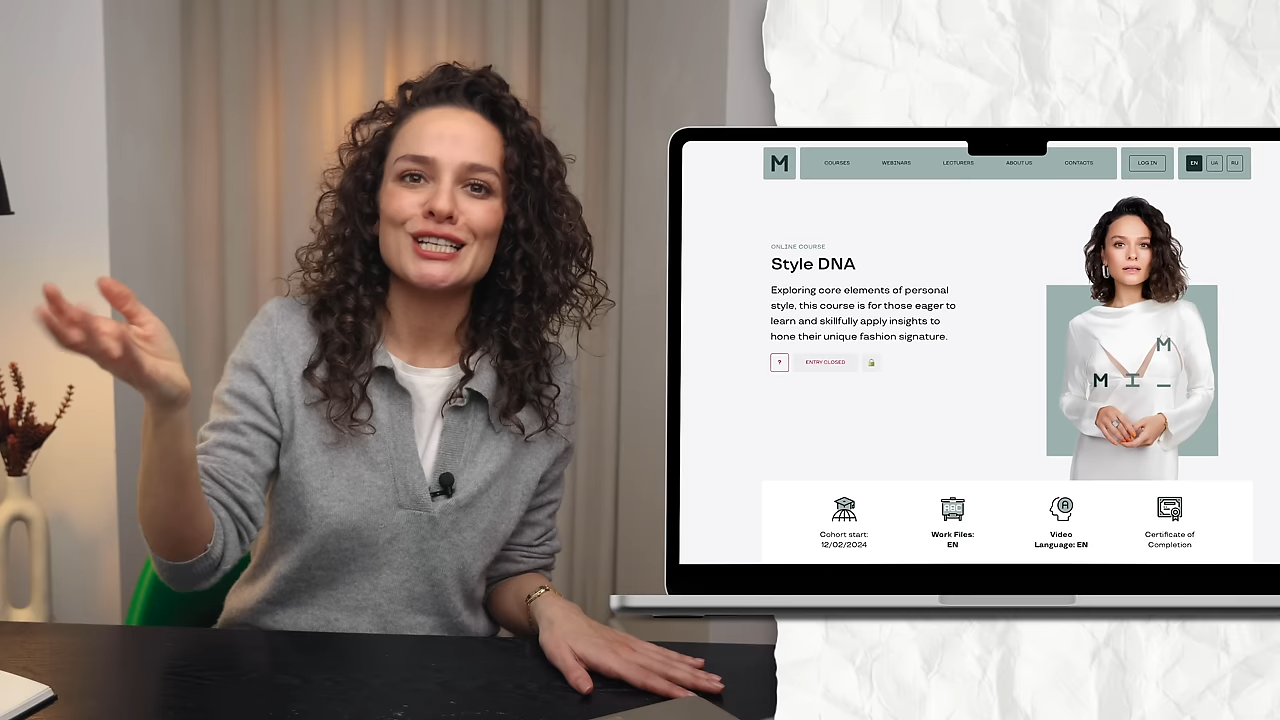 M
COURSES
WEBINARS
LECTURERS
ABOUT US
CONTACTS
LOG IN
EN
UA
RU
ONLINE COURSE
Style DNA
Exploring core elements of personal
style, this course is for those eager to
learn and skillfully apply insights to
hone their unique fashion signature.
?
ENTRY CLOSED
M
M I _
ABC
A
Cohort start:
12/02/2024
Work Files:
EN
Video
Language: EN
Certificate of
Completion